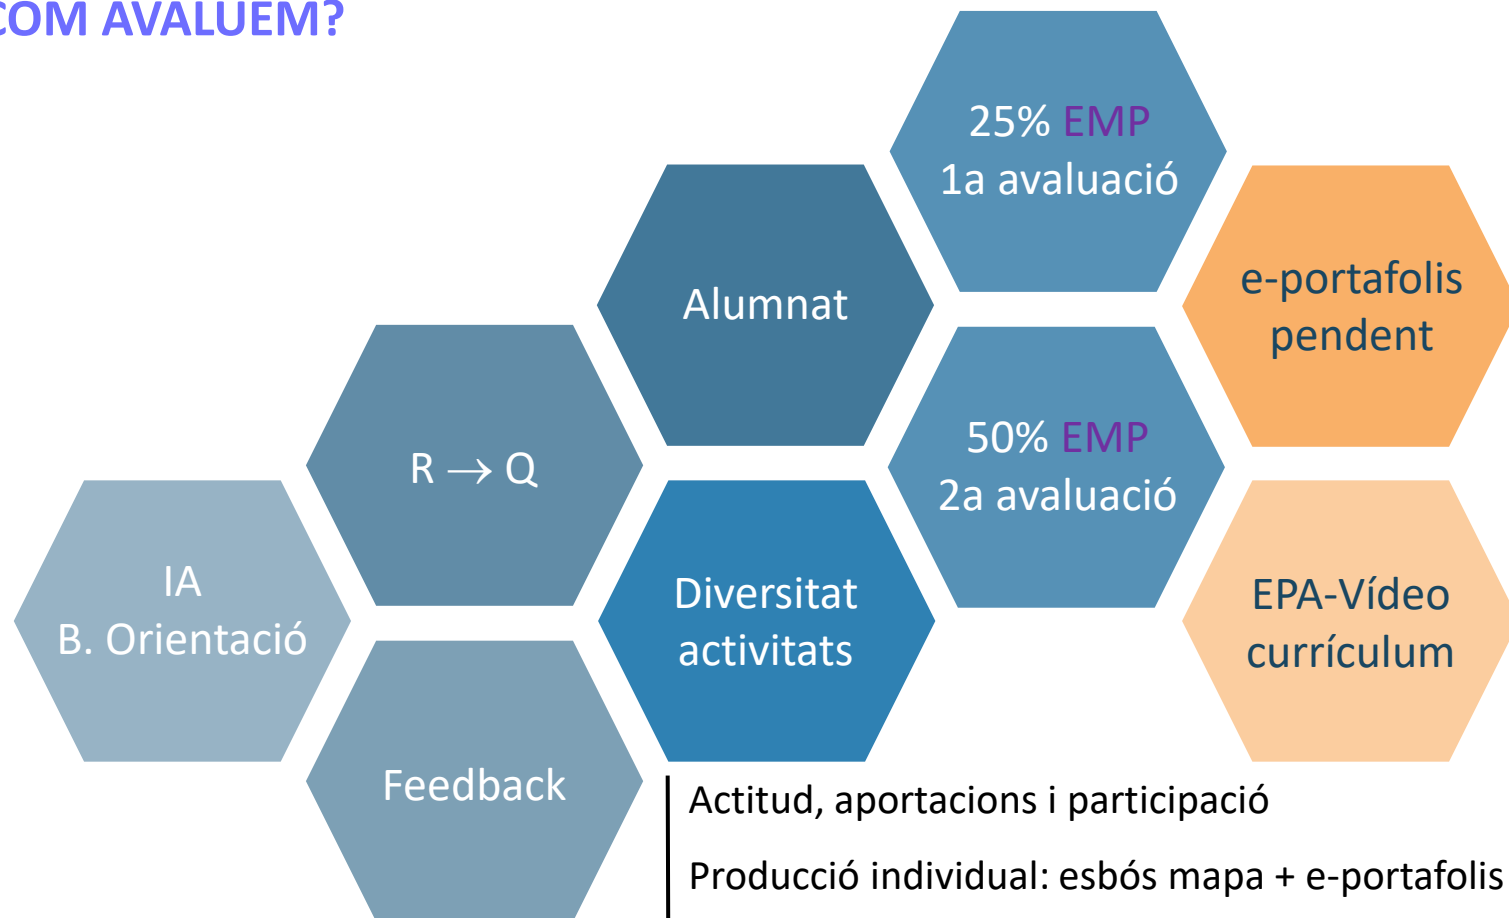 COM AVALUEM?
25% EMP
1a avaluació
Alumnat
e-portafolis
pendent
R → Q
50% EMP
2a avaluació
IA
B. Orientació
Diversitat
activitats
EPA-Vídeo
currículum
Feedback
Actitud, aportacions i participació
Producció individual: esbós mapa + e-portafolis